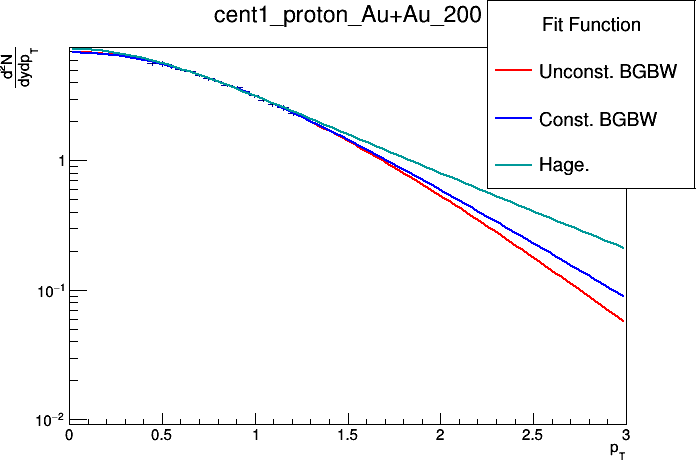 cent1_proton_Au+Au_200
d²N
dydp_T
Fit Function
Unconst. BGBW
Const. BGBW
Hage.
1
10⁻¹
10⁻²
0 0.5 1 1.5 2 2.5 3
p_T